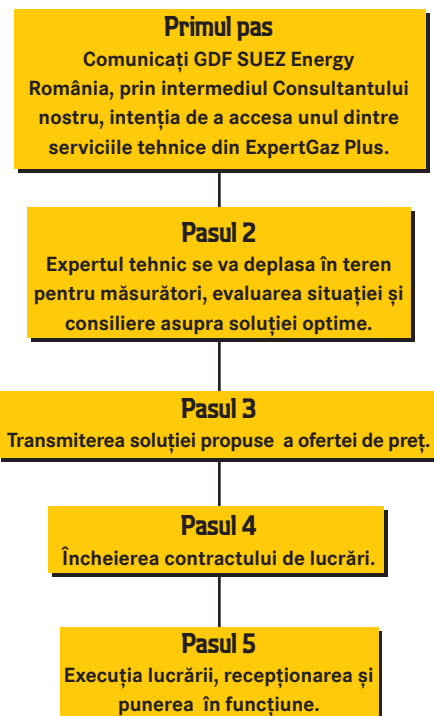 Primul pas
Comunicați GDF SUEZ Energy
România, prin intermediul Consultantului
nostru, intenția de a accesa unul dintre
serviciile tehnice din ExpertGaz Plus.
Pasul 2
Expertul tehnic se va deplasa în teren
pentru măsurători, evaluarea situației și
consiliere asupra soluției optime.
Pasul 3
Transmiterea soluției propuse a ofertei de preț.
Pasul 4
Încheierea contractului de lucrări.
Pasul 5
Execuția lucrării, recepționarea și
punerea în funcțiune.